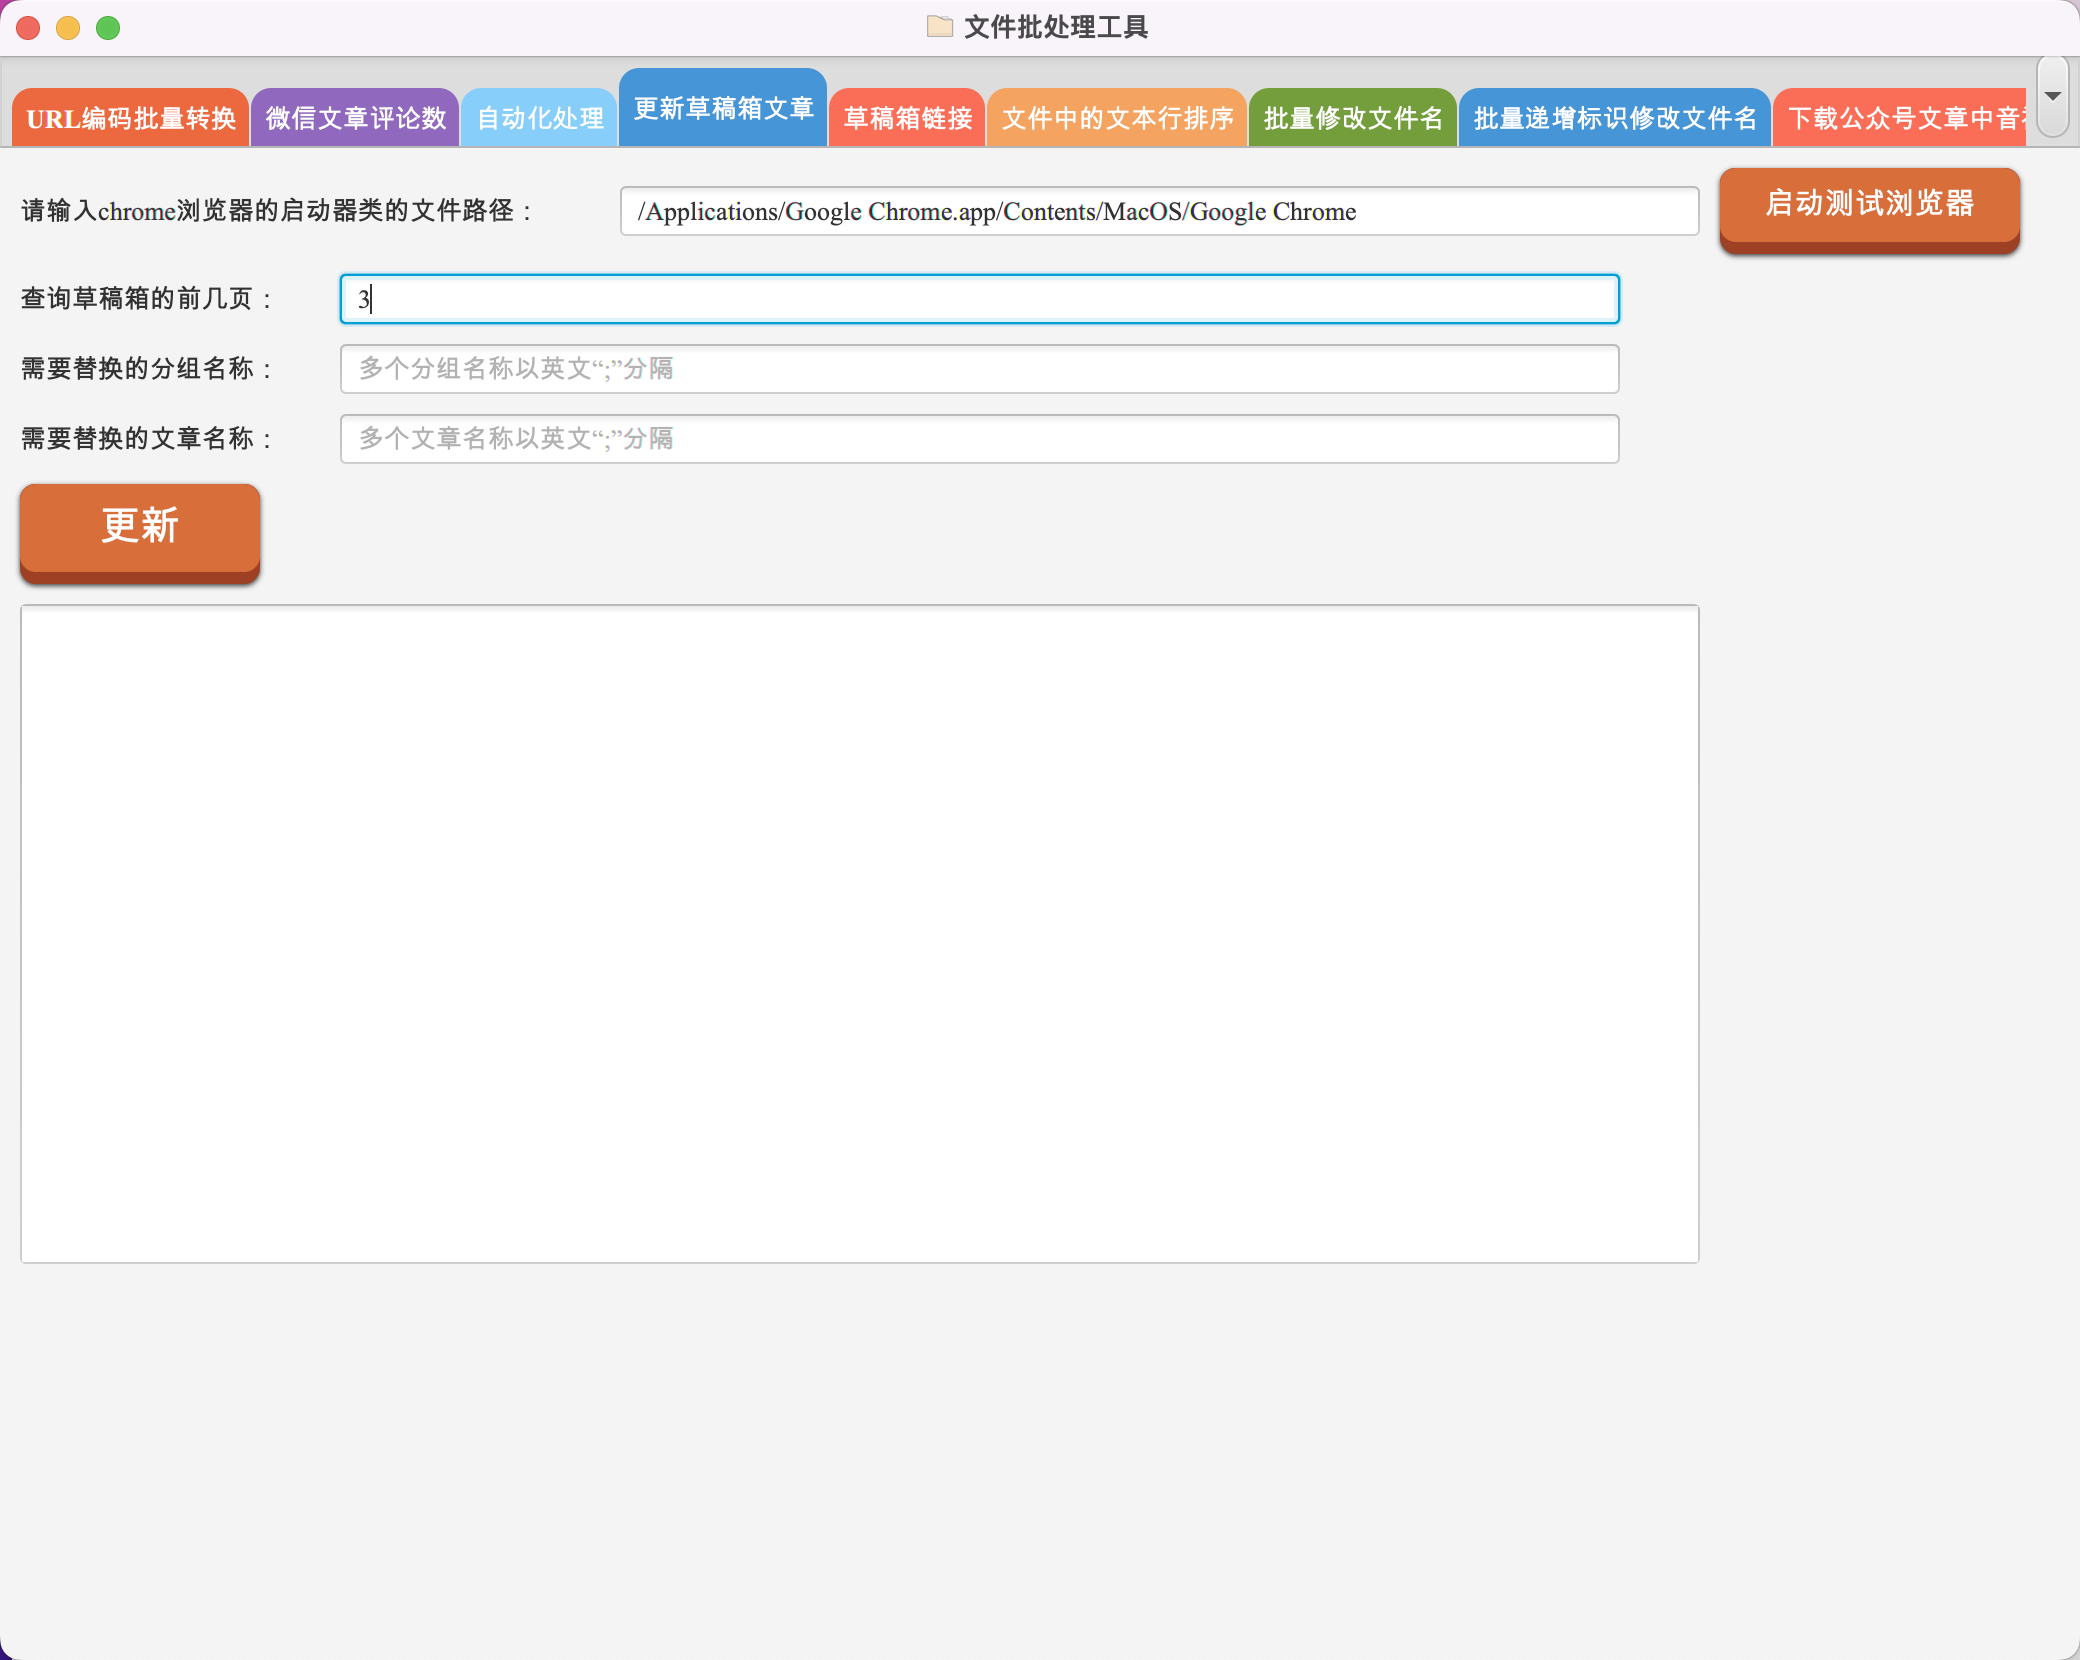 文件批处理工具
URL编码批量转换
微信文章评论数
自动化处理
更新草稿箱文章
草稿箱链接
文件中的文本行排序
批量修改文件名
批量递增标识修改文件名
下载公众号文章中音
请输入chrome浏览器的启动器类的文件路径：
/Applications/Google Chrome.app/Contents/MacOS/Google Chrome
启动测试浏览器
查询草稿箱的前几页：
3
需要替换的分组名称：
多个分组名称以英文“;”分隔
需要替换的文章名称：
多个文章名称以英文“;”分隔
更新